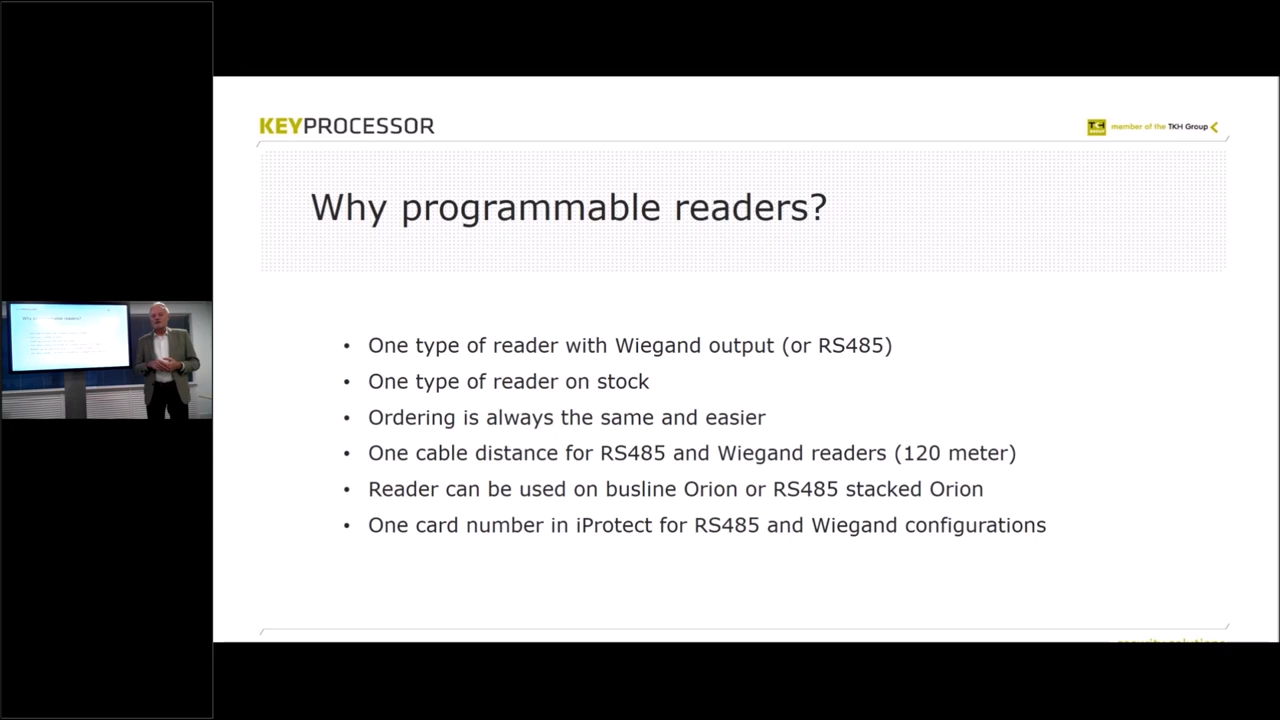 KEYPROCESSOR
member of the TKH Group
Why programmable readers?
• One type of reader with Wiegand output (or RS485)
• One type of reader on stock
• Ordering is always the same and easier
• One cable distance for RS485 and Wiegand readers (120 meter)
• Reader can be used on busline Orion or RS485 stacked Orion
• One card number in iProtect for RS485 and Wiegand configurations